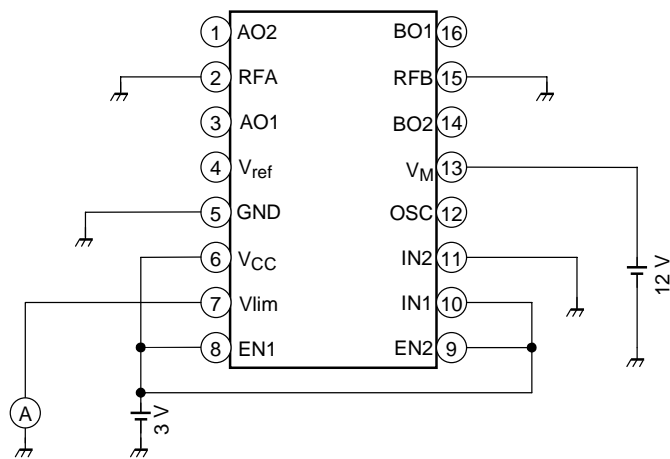 1 AO2 BO1 16
2 RFA RFB 15
3 AO1 BO2 14
4 Vref VM 13
5 GND OSC 12
6 VCC IN2 11
7 Vlim IN1 10
8 EN1 EN2 9
12 V
A
3 V